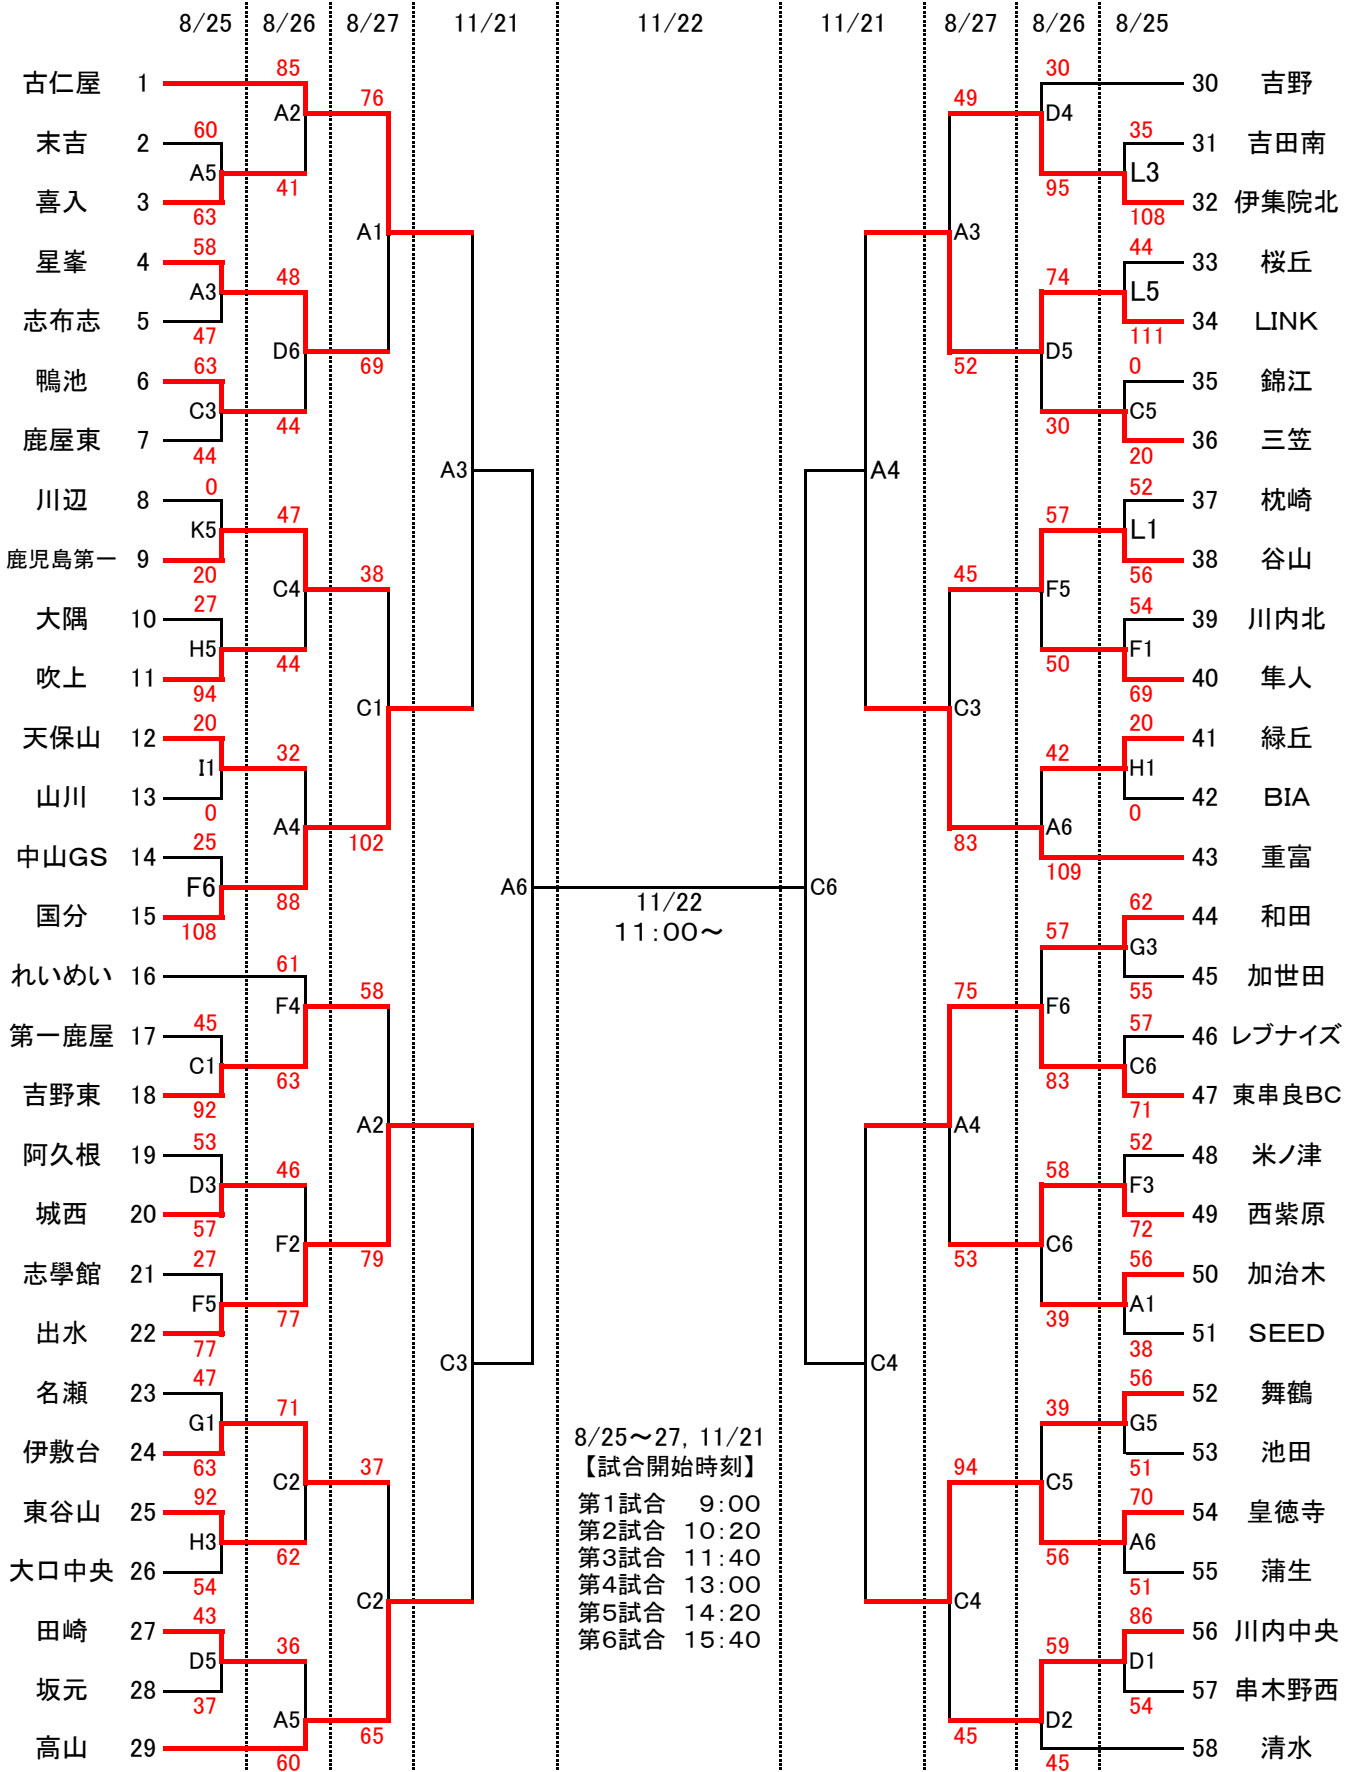 8/25 8/26 8/27 11/21 11/22 11/21 8/27 8/26 8/25
古仁屋 1
末吉 2
喜入 3
星峯 4
志布志 5
鴨池 6
鹿屋東 7
川辺 8
鹿児島第一 9
大隅 10
吹上 11
天保山 12
山川 13
中山GS 14
国分 15
れいめい 16
第一鹿屋 17
吉野東 18
阿久根 19
城西 20
志學館 21
出水 22
名瀬 23
伊敷台 24
東谷山 25
大口中央 26
田崎 27
坂元 28
高山 29
60
A5
63
58
A3
47
63
C3
44
0
K5
20
27
H5
94
20
I1
0
25
F6
108
45
C1
92
53
D3
57
27
F5
77
47
G1
63
92
H3
54
43
D5
37
85
A2
41
48
D6
44
47
C4
44
32
A4
88
61
F4
63
46
F2
77
71
C2
62
36
A5
60
76
A1
69
38
C1
102
58
A2
79
37
C2
65
A3
C3
A6
11/22
11:00～
8/25～27, 11/21
【試合開始時刻】
第1試合 9:00
第2試合 10:20
第3試合 11:40
第4試合 13:00
第5試合 14:20
第6試合 15:40
C6
A4
C4
49
A3
52
45
C3
83
75
A4
53
94
C4
45
30
D4
95
74
D5
30
57
F5
50
42
A6
109
57
F6
83
58
C6
39
39
C5
56
59
D2
45
35
L3
108
44
L5
111
0
C5
20
52
L1
56
54
F1
69
20
H1
0
62
G3
55
57
C6
71
52
F3
72
56
A1
38
56
G5
51
70
A6
51
86
D1
54
30 吉野
31 吉田南
32 伊集院北
33 桜丘
34 LINK
35 錦江
36 三笠
37 枕崎
38 谷山
39 川内北
40 隼人
41 緑丘
42 BIA
43 重富
44 和田
45 加世田
46 レブナイズ
47 東串良BC
48 米ノ津
49 西紫原
50 加治木
51 SEED
52 舞鶴
53 池田
54 皇徳寺
55 蒲生
56 川内中央
57 串木野西
58 清水